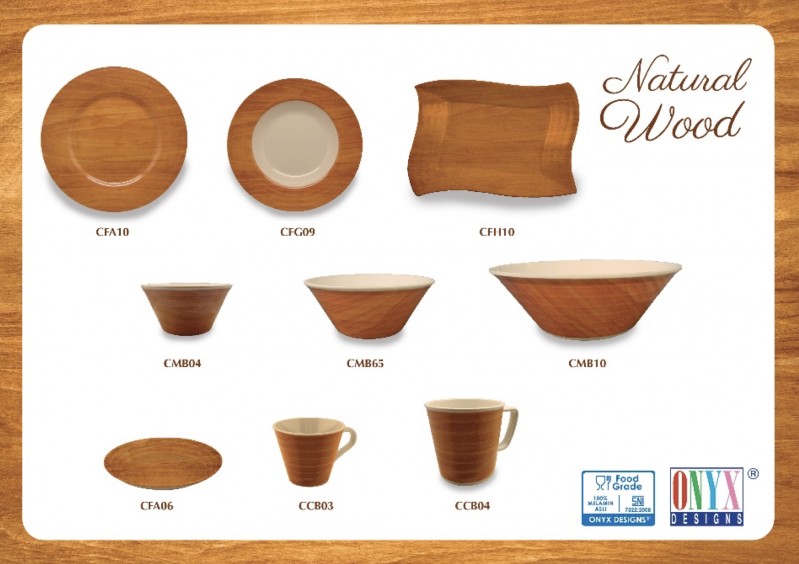 Natural
Wood
CFA10
CFG09
CFH10
CMB04
CMB65
CMB10
CFA06
CCB03
CCB04
Food
Grade
100%
MELAMIN
ASLI
SNI
7322:2008
ONYX DESIGNS
ONYX
DESIGNS
®